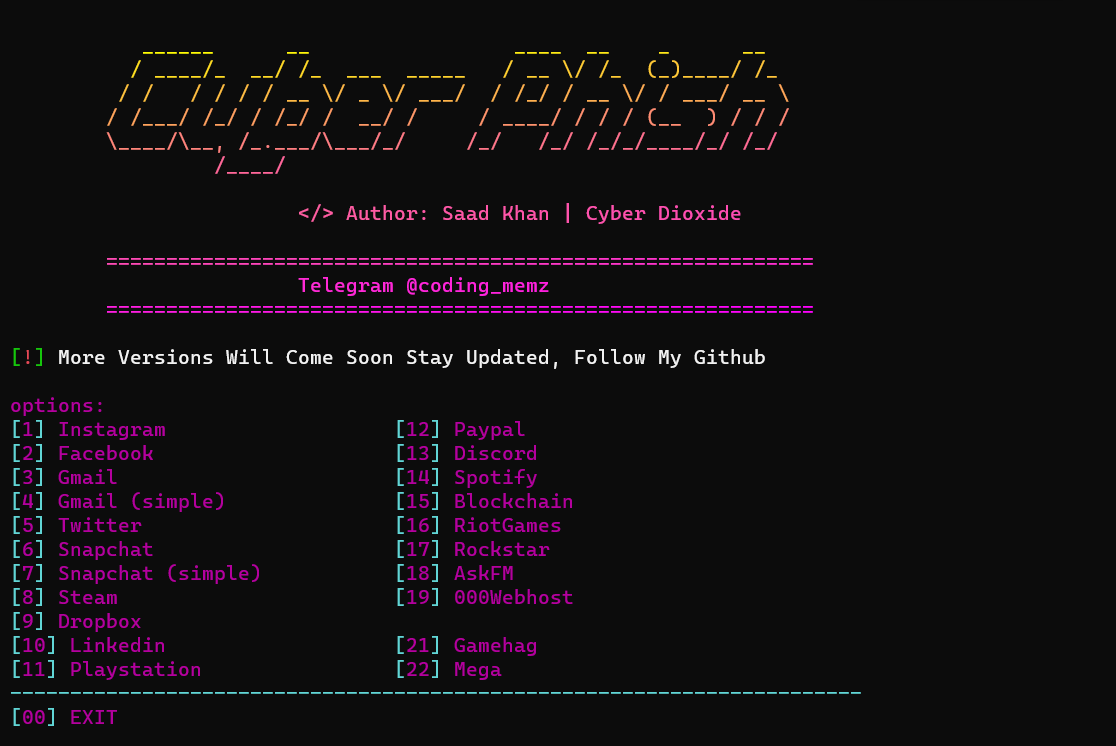 Cyber Phish
</> Author: Saad Khan | Cyber Dioxide
===========================================================
Telegram @coding_memz
===========================================================
[!] More Versions Will Come Soon Stay Updated, Follow My Github
options:
[1] Instagram [12] Paypal
[2] Facebook [13] Discord
[3] Gmail [14] Spotify
[4] Gmail (simple) [15] Blockchain
[5] Twitter [16] RiotGames
[6] Snapchat [17] Rockstar
[7] Snapchat (simple) [18] AskFM
[8] Steam [19] 000Webhost
[9] Dropbox
[10] Linkedin [21] Gamehag
[11] Playstation [22] Mega
-----------------------------------------------------------------------
[00] EXIT